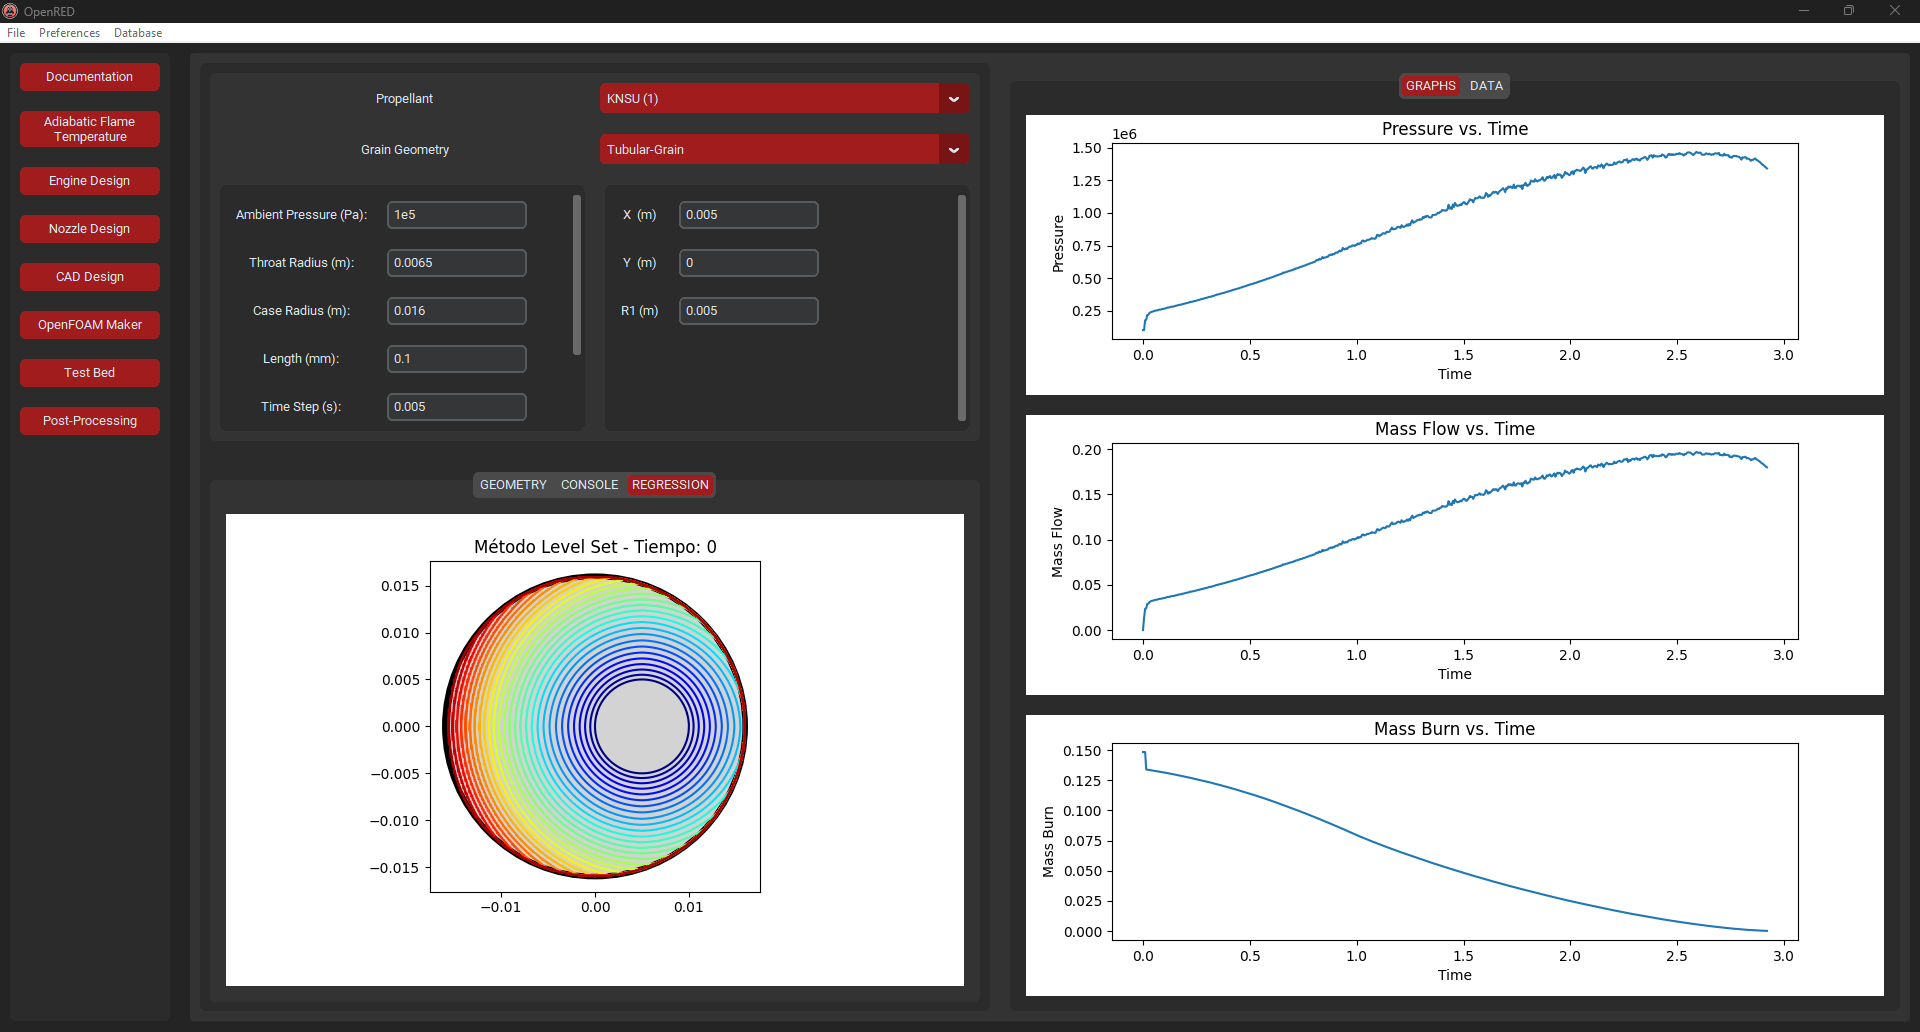 OpenRED
File Preferences Database
Documentation
Adiabatic Flame
Temperature
Engine Design
Nozzle Design
CAD Design
OpenFOAM Maker
Test Bed
Post-Processing
Propellant
KNSU (1)
Grain Geometry
Tubular-Grain
Ambient Pressure (Pa):
1e5
Throat Radius (m):
0.0065
Case Radius (m):
0.016
Length (mm):
0.1
Time Step (s):
0.005
X (m)
0.005
Y (m)
0
R1 (m)
0.005
GEOMETRY CONSOLE REGRESSION
Método Level Set - Tiempo: 0
0.015
0.010
0.005
0.000
−0.005
−0.010
−0.015
−0.01 0.00 0.01
GRAPHS DATA
Pressure vs. Time
1e6
1.50
1.25
1.00
0.75
0.50
0.25
Pressure
0.0 0.5 1.0 1.5 2.0 2.5 3.0
Time
Mass Flow vs. Time
0.20
0.15
0.10
0.05
0.00
Mass Flow
0.0 0.5 1.0 1.5 2.0 2.5 3.0
Time
Mass Burn vs. Time
0.150
0.125
0.100
0.075
0.050
0.025
0.000
Mass Burn
0.0 0.5 1.0 1.5 2.0 2.5 3.0
Time